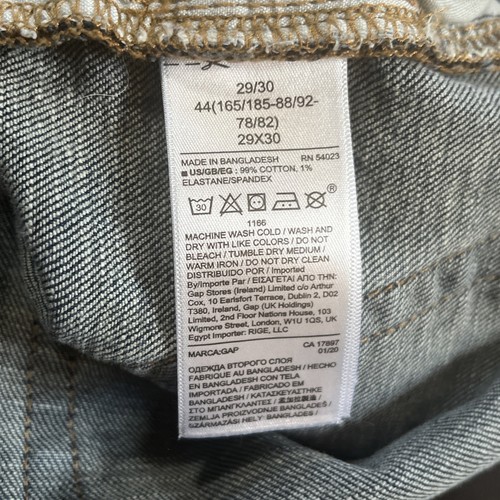 29/30
44(165/185-88/92-
78/82)
29X30
MADE IN BANGLADESH RN 54023
■ US/GB/EG : 99% COTTON, 1%
ELASTANE/SPANDEX
30 ®
1166
MACHINE WASH COLD / WASH AND
DRY WITH LIKE COLORS / DO NOT
BLEACH / TUMBLE DRY MEDIUM /
WARM IRON / DO NOT DRY CLEAN
DISTRIBUIDO POR / Imported
By/Importe Par / ΕΙΣΑΓΕΤΑΙ ΑΠΟ ΤΗΝ:
Gap Stores (Ireland) Limited c/o Arthur
Cox, 10 Earlsfort Terrace, Dublin 2, D02
T380, Ireland, Gap (UK Holdings)
Limited, 2nd Floor Nations House, 103
Wigmore Street, London, W1U 1QS, UK
Egypt Importer: RIGE, LLC
MARCA:GAP CA 17897
01/20
ОДЕЖДА ВТОРОГО СЛОЯ
FABRIQUE AU BANGLADESH / HECHO
EN BANGLADESH CON TELA
IMPORTADA / FABRICADO EM
BANGLADESH / ΚΑΤΑΣΚΕΥΑΣΤΗΚΕ
ΣΤΟ ΜΠΑΝΓΚΛΑΝΤΕΣ /
ZEMLJA PROIZVODNJE BANGLADEŠ /
SZÁRMAZÁSI HELY: BANGLADES /